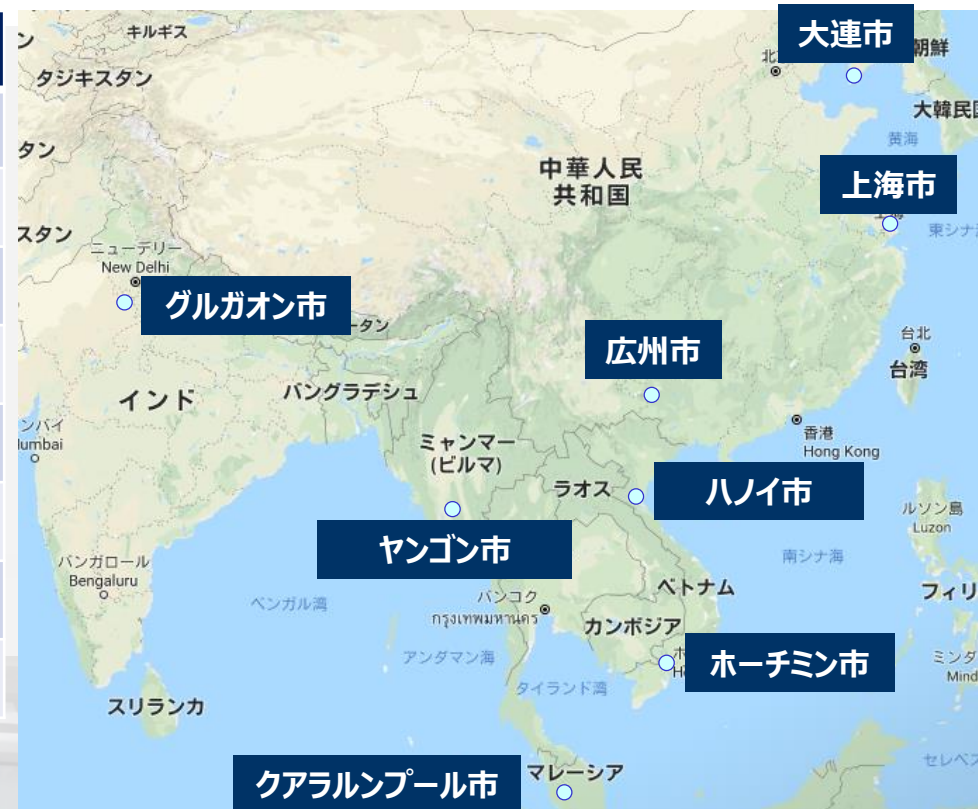 キルギス
大連市
朝鮮
タジキスタン
大韓民国
黄海
タン
中華人民
共和国
上海市
東シナ海
スタン
ニューデリー
New Delhi
グルガオン市
ータン
広州市
台北
台湾
インド
バングラデシュ
ンバイ
umbai
香港
Hong Kong
ミャンマー
(ビルマ)
ラオス
ハノイ市
ルソン島
Luzon
ヤンゴン市
南シナ海
バンガロール
Bengaluru
ベンガル湾
バンコク
กรุงเทพมหานคร
ベトナム
フィリ
カンボジア
アンダマン海
ホーチミン市
ミンダ
Mind
タイランド湾
スリランカ
セレベス
クアラルンプール市
マレーシア